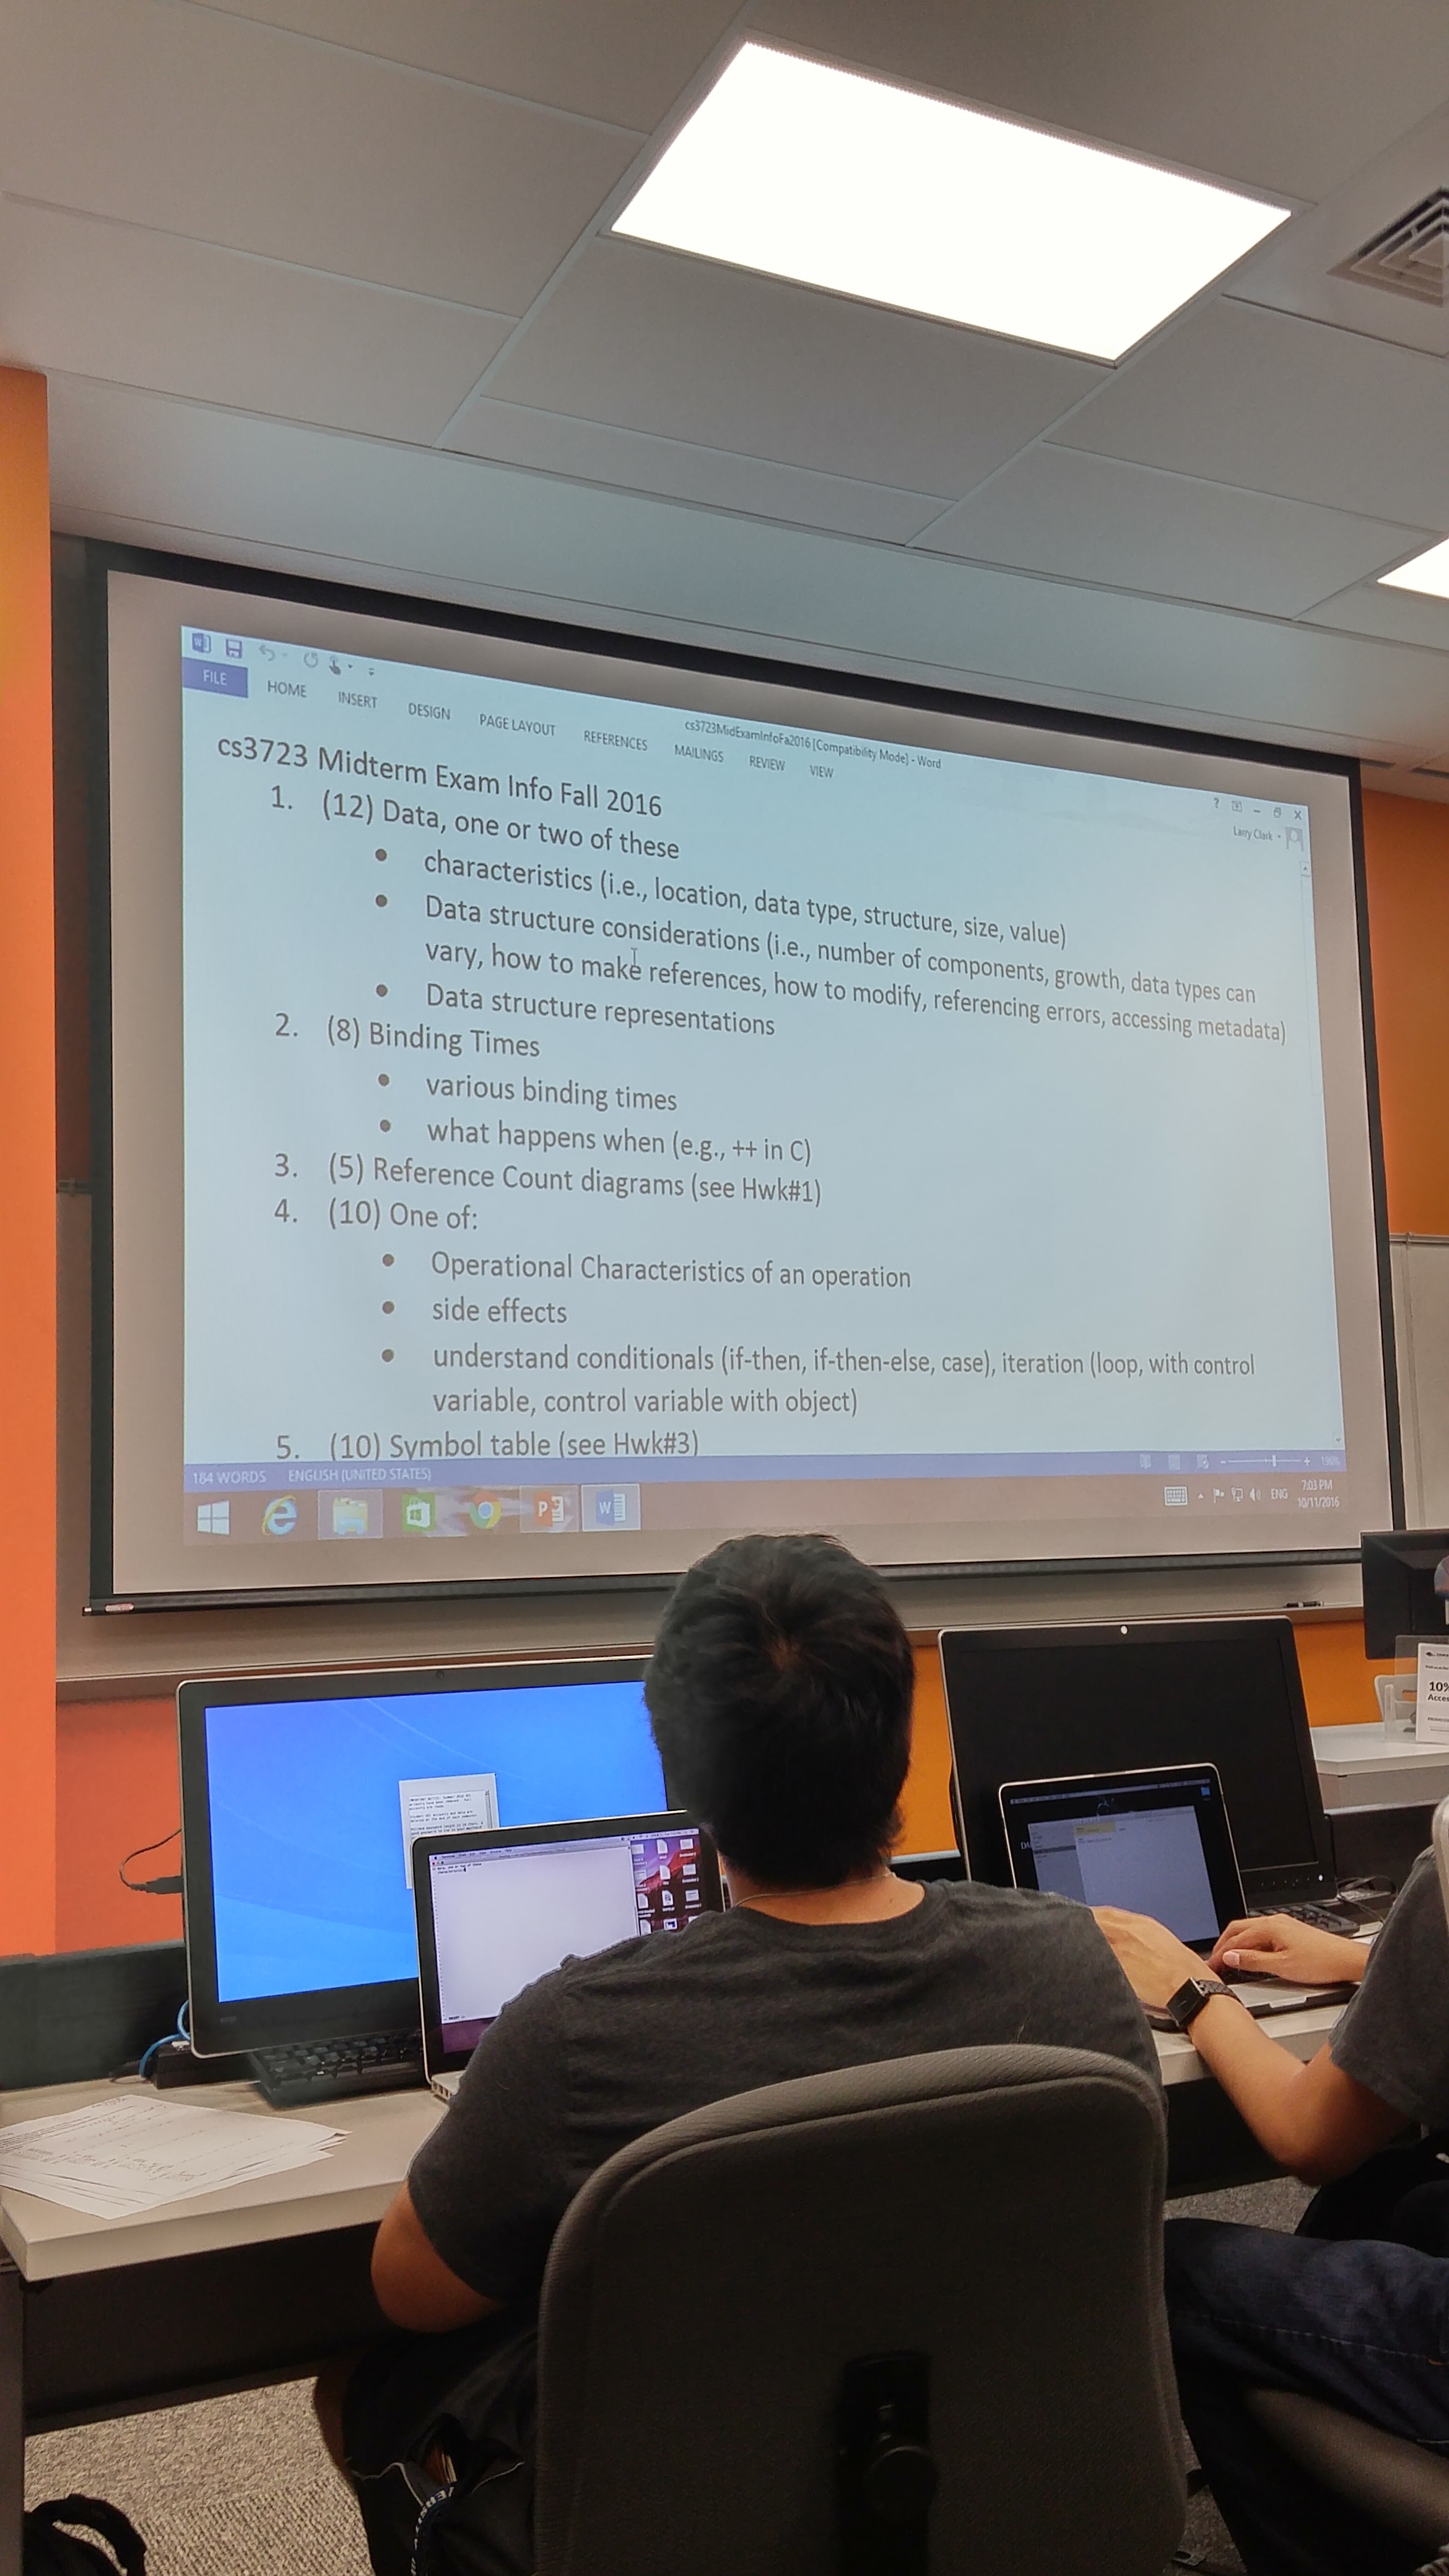 cs3723MidExamInfoFa2016 [Compatibility Mode] - Word
FILE HOME INSERT DESIGN PAGE LAYOUT REFERENCES MAILINGS REVIEW VIEW
Larry Clark
cs3723 Midterm Exam Info Fall 2016
1. (12) Data, one or two of these
• characteristics (i.e., location, data type, structure, size, value)
• Data structure considerations (i.e., number of components, growth, data types can
vary, how to make references, how to modify, referencing errors, accessing metadata)
• Data structure representations
2. (8) Binding Times
• various binding times
• what happens when (e.g., ++ in C)
3. (5) Reference Count diagrams (see Hwk#1)
4. (10) One of:
• Operational Characteristics of an operation
• side effects
• understand conditionals (if-then, if-then-else, case), iteration (loop, with control
variable, control variable with object)
5. (10) Symbol table (see Hwk#3)
184 WORDS ENGLISH (UNITED STATES)
196%
ENG
7:03 PM
10/11/2016
10%